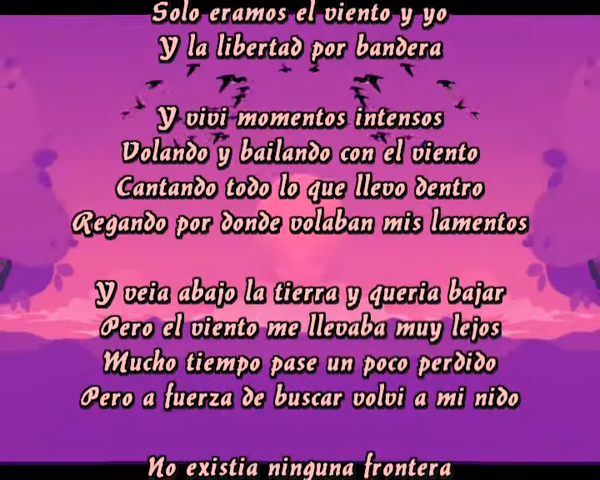 Solo eramos el viento y yo
Y la libertad por bandera
Y vivi momentos intensos
Volando y bailando con el viento
Cantando todo lo que llevo dentro
Regando por donde volaban mis lamentos
Y veia abajo la tierra y queria bajar
Pero el viento me llevaba muy lejos
Mucho tiempo pase un poco perdido
Pero a fuerza de buscar volvi a mi nido
No existia ninguna frontera